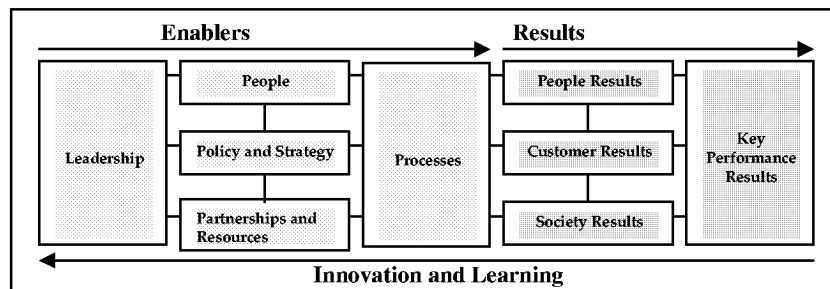 Enablers
Results
Leadership
People
Policy and Strategy
Partnerships and
Resources
Processes
People Results
Customer Results
Society Results
Key
Performance
Results
Innovation and Learning